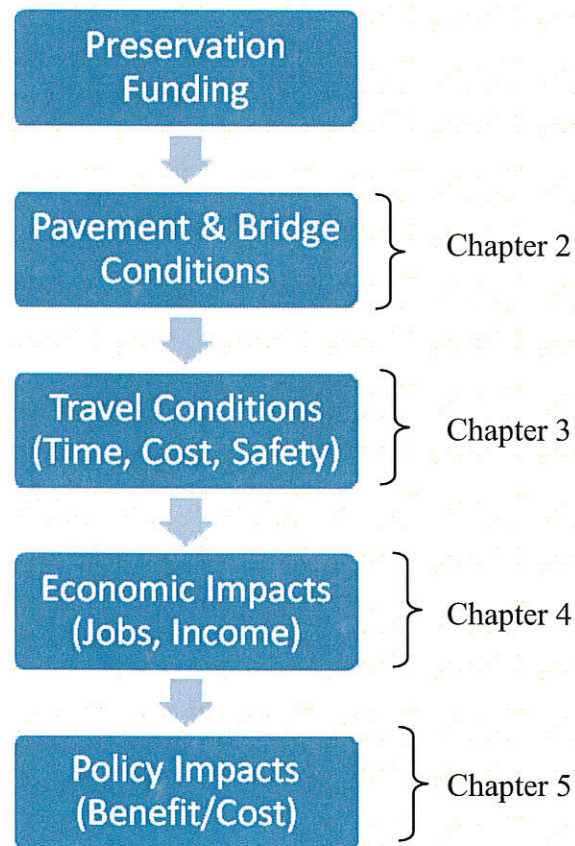 Preservation
Funding
Pavement & Bridge
Conditions
Chapter 2
Travel Conditions
(Time, Cost, Safety)
Chapter 3
Economic Impacts
(Jobs, Income)
Chapter 4
Policy Impacts
(Benefit/Cost)
Chapter 5